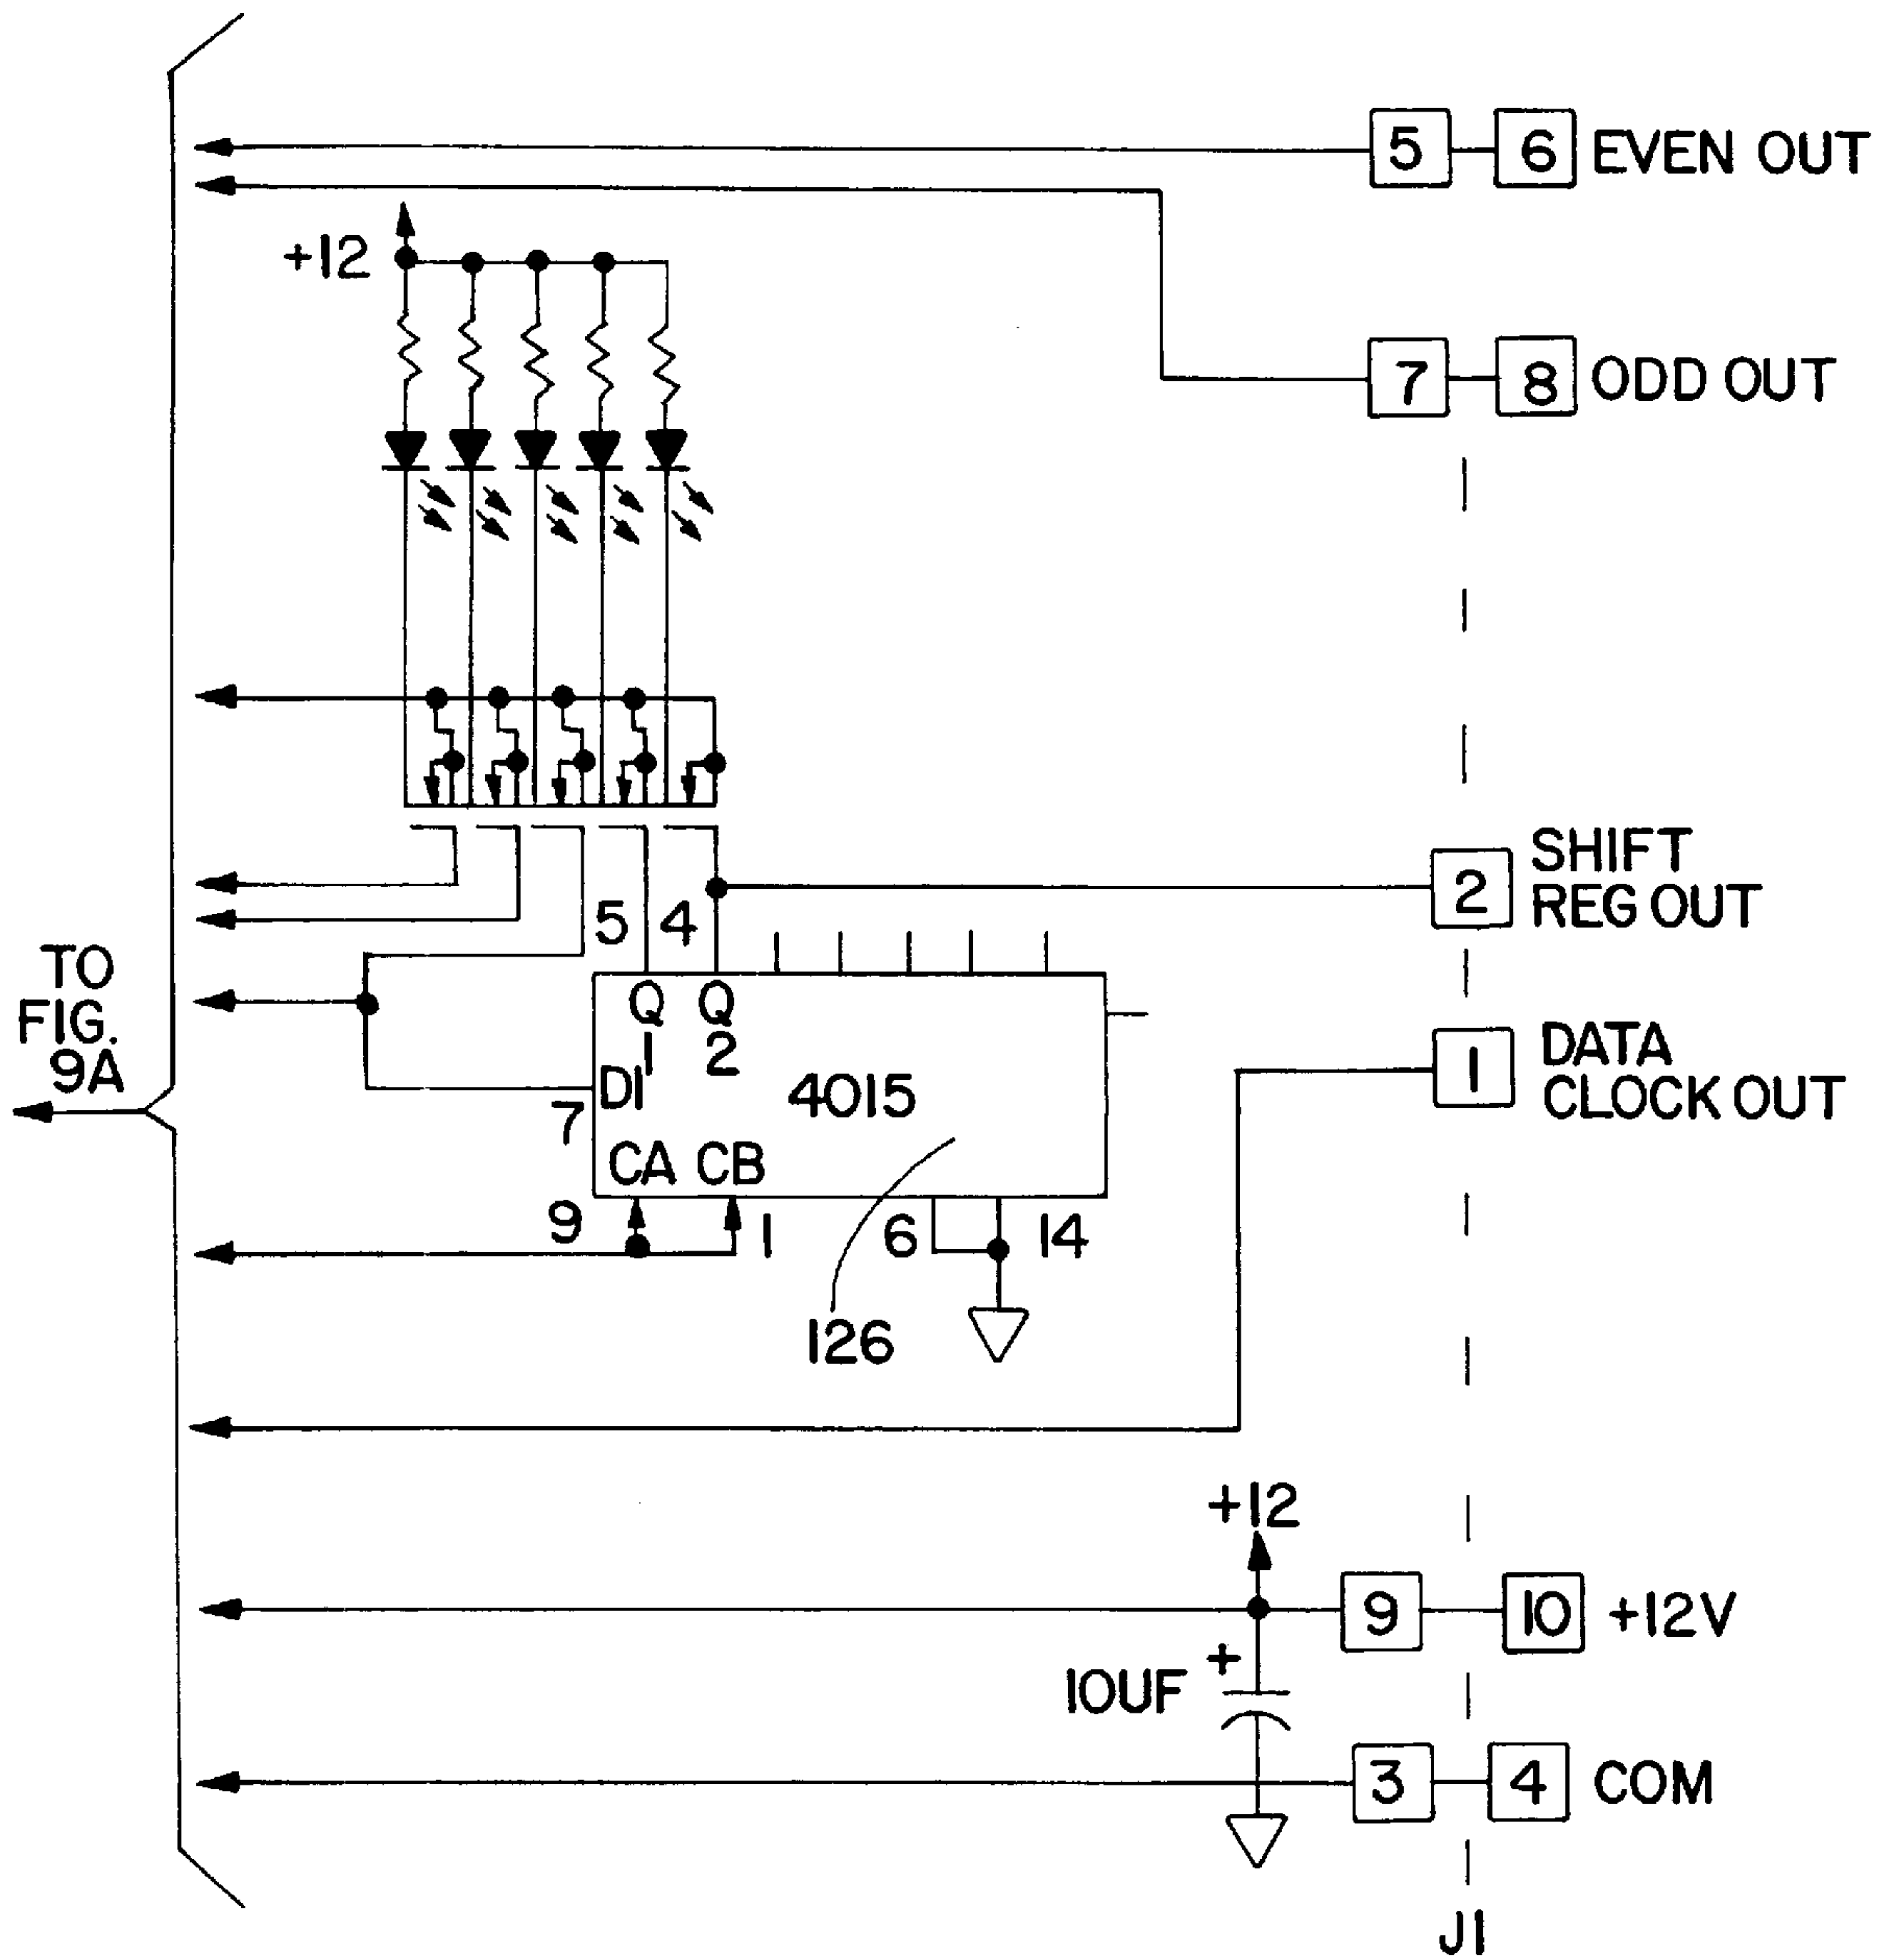 5 6 EVEN OUT
+12
7 8 ODD OUT
2 SHIFT
REG OUT
5 4
TO
FIG.
9A
Q Q
1 2
DI
4015
7
CA CB
1 DATA
CLOCK OUT
9 1 6 14
126
+12
9 10 +12V
+
10UF
3 4 COM
J1